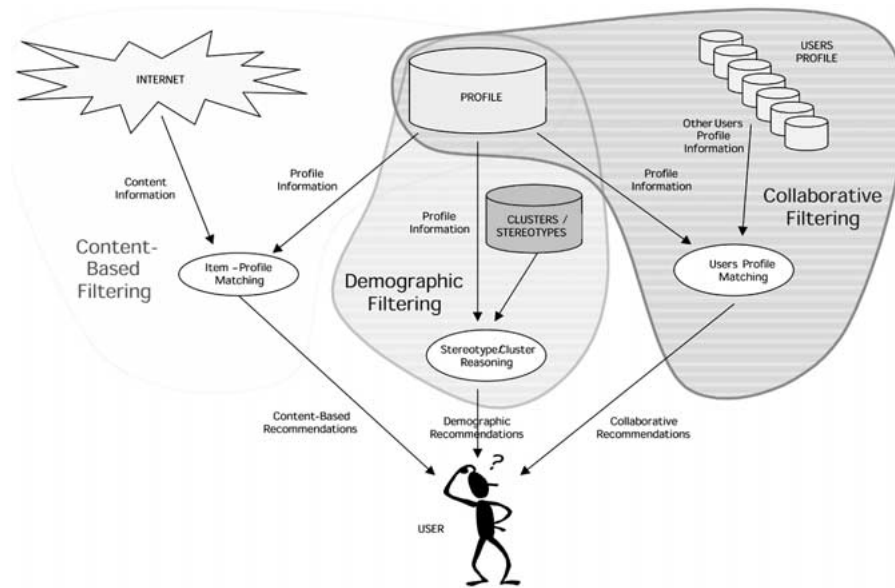 INTERNET
PROFILE
USERS
PROFILE
Other Users
Profile
Information
Content
Information
Profile
Information
Profile
Information
CLUSTERS /
STEREOTYPES
Profile
Information
Collaborative
Filtering
Content-
Based
Filtering
Item – Profile
Matching
Demographic
Filtering
Users Profile
Matching
Stereotype/Cluster
Reasoning
Content-Based
Recommendations
Demographic
Recommendations
Collaborative
Recommendations
?
USER